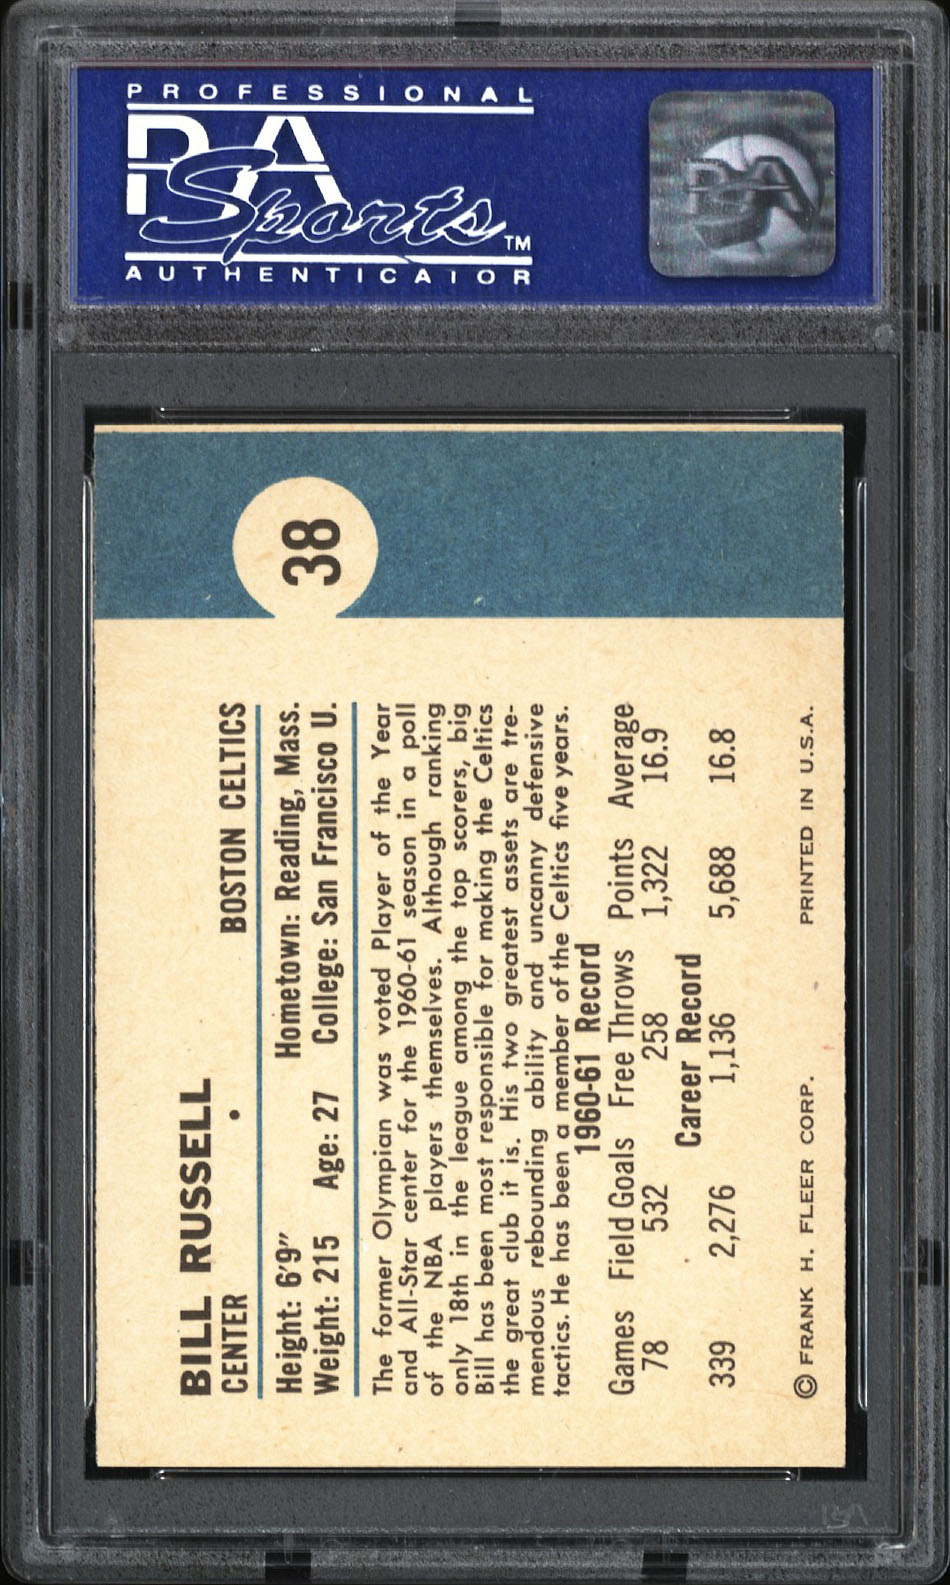 PROFESSIONAL
PSA
Sports™
AUTHENTICATOR
38
BILL RUSSELL
CENTER • BOSTON CELTICS
Height: 6'9" Hometown: Reading, Mass.
Weight: 215 Age: 27 College: San Francisco U.
The former Olympian was voted Player of the Year
and All-Star center for the 1960-61 season in a poll
of the NBA players themselves. Although ranking
only 18th in the league among the top scorers, big
Bill has been most responsible for making the Celtics
the great club it is. His two greatest assets are tre-
mendous rebounding ability and uncanny defensive
tactics. He has been a member of the Celtics five years.
1960-61 Record
Games Field Goals Free Throws Points Average
78 532 258 1,322 16.9
Career Record
339 2,276 1,136 5,688 16.8
© FRANK H. FLEER CORP. PRINTED IN U.S.A.